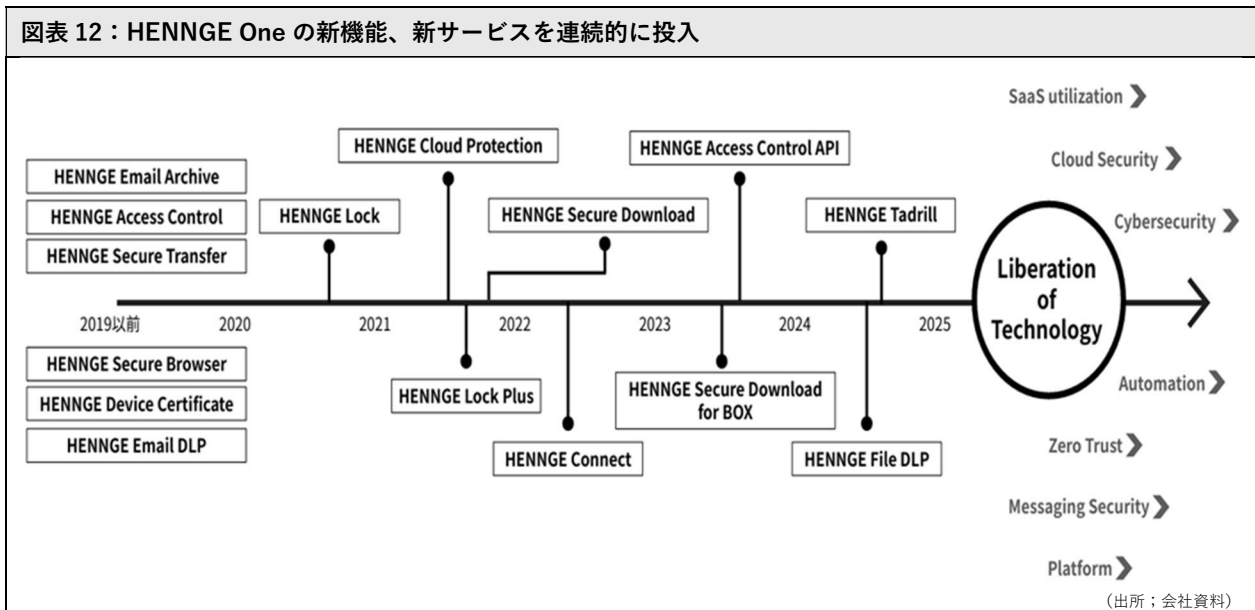 図表 12：HENNGE One の新機能、新サービスを連続的に投入
SaaS utilization
HENNGE Cloud Protection
HENNGE Access Control API
Cloud Security
HENNGE Email Archive
HENNGE Access Control
HENNGE Lock
HENNGE Secure Download
HENNGE Tadrill
Cybersecurity
HENNGE Secure Transfer
Liberation
of
Technology
2019以前
2020
2021
2022
2023
2024
2025
HENNGE Secure Browser
HENNGE Device Certificate
HENNGE Email DLP
HENNGE Lock Plus
HENNGE Secure Download
for BOX
Automation
HENNGE Connect
HENNGE File DLP
Zero Trust
Messaging Security
Platform
（出所；会社資料）